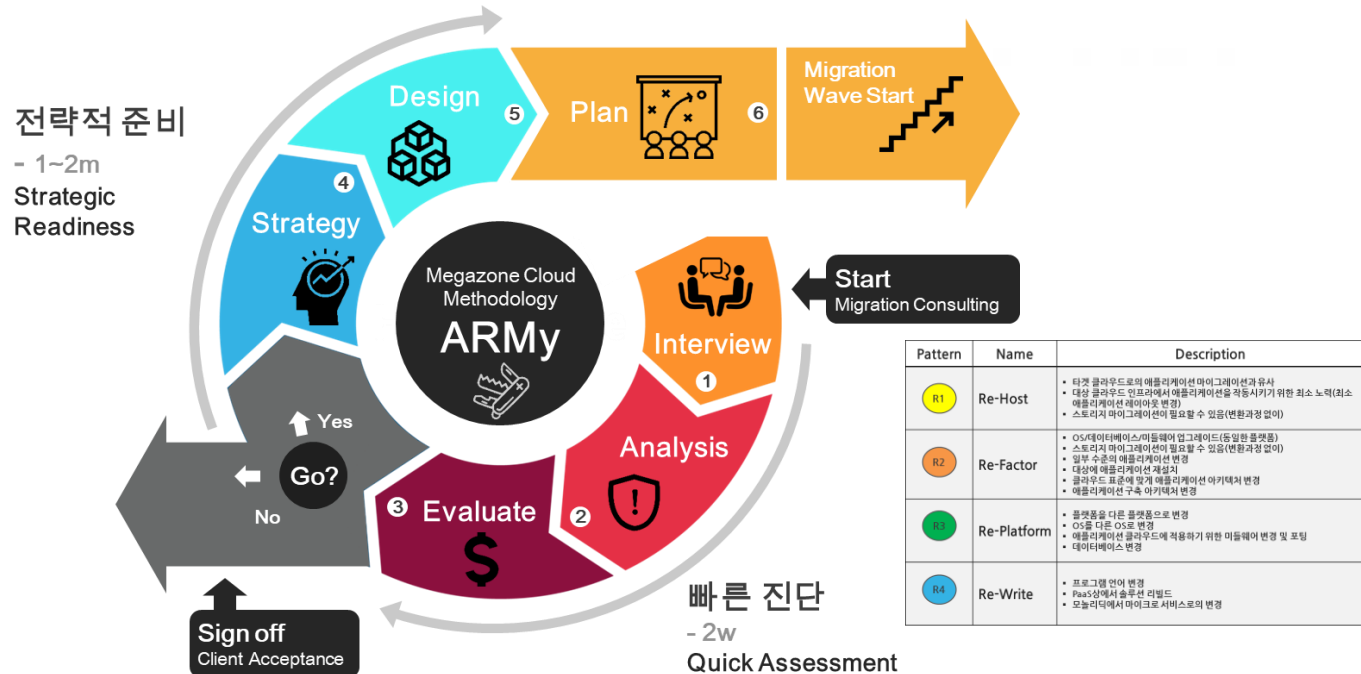 전략적 준비
- 1~2m
Strategic
Readiness
Design
5
Plan
6
Migration
Wave Start
4
Strategy
Megazone Cloud
Methodology
ARMy
Start
Migration Consulting
Interview
1
Analysis
2
Evaluate
3
$
Go?
Yes
No
Sign off
Client Acceptance
빠른 진단
- 2w
Quick Assessment
Pattern Name Description
R1 Re-Host
▪ 타겟 클라우드로의 애플리케이션 마이그레이션과 유사
▪ 대상 클라우드 인프라에서 애플리케이션을 작동시키기 위한 최소 노력(최소
애플리케이션 레이아웃 변경)
▪ 스토리지 마이그레이션이 필요할 수 있음(변환과정 없이)
R2 Re-Factor
▪ OS/데이터베이스/미들웨어 업그레이드(동일한 플랫폼)
▪ 스토리지 마이그레이션이 필요할 수 있음(변환과정 없이)
▪ 일부 수준의 애플리케이션 변경
▪ 대상에 애플리케이션 재설치
▪ 클라우드 표준에 맞게 애플리케이션 아키텍처 변경
▪ 애플리케이션 구축 아키텍처 변경
R3 Re-Platform
▪ 플랫폼을 다른 플랫폼으로 변경
▪ OS를 다른 OS로 변경
▪ 애플리케이션 클라우드에 적용하기 위한 미들웨어 변경 및 포팅
▪ 데이터베이스 변경
R4 Re-Write
▪ 프로그램 언어 변경
▪ PaaS상에서 솔루션 리빌드
▪ 모놀리딕에서 마이크로 서비스로의 변경